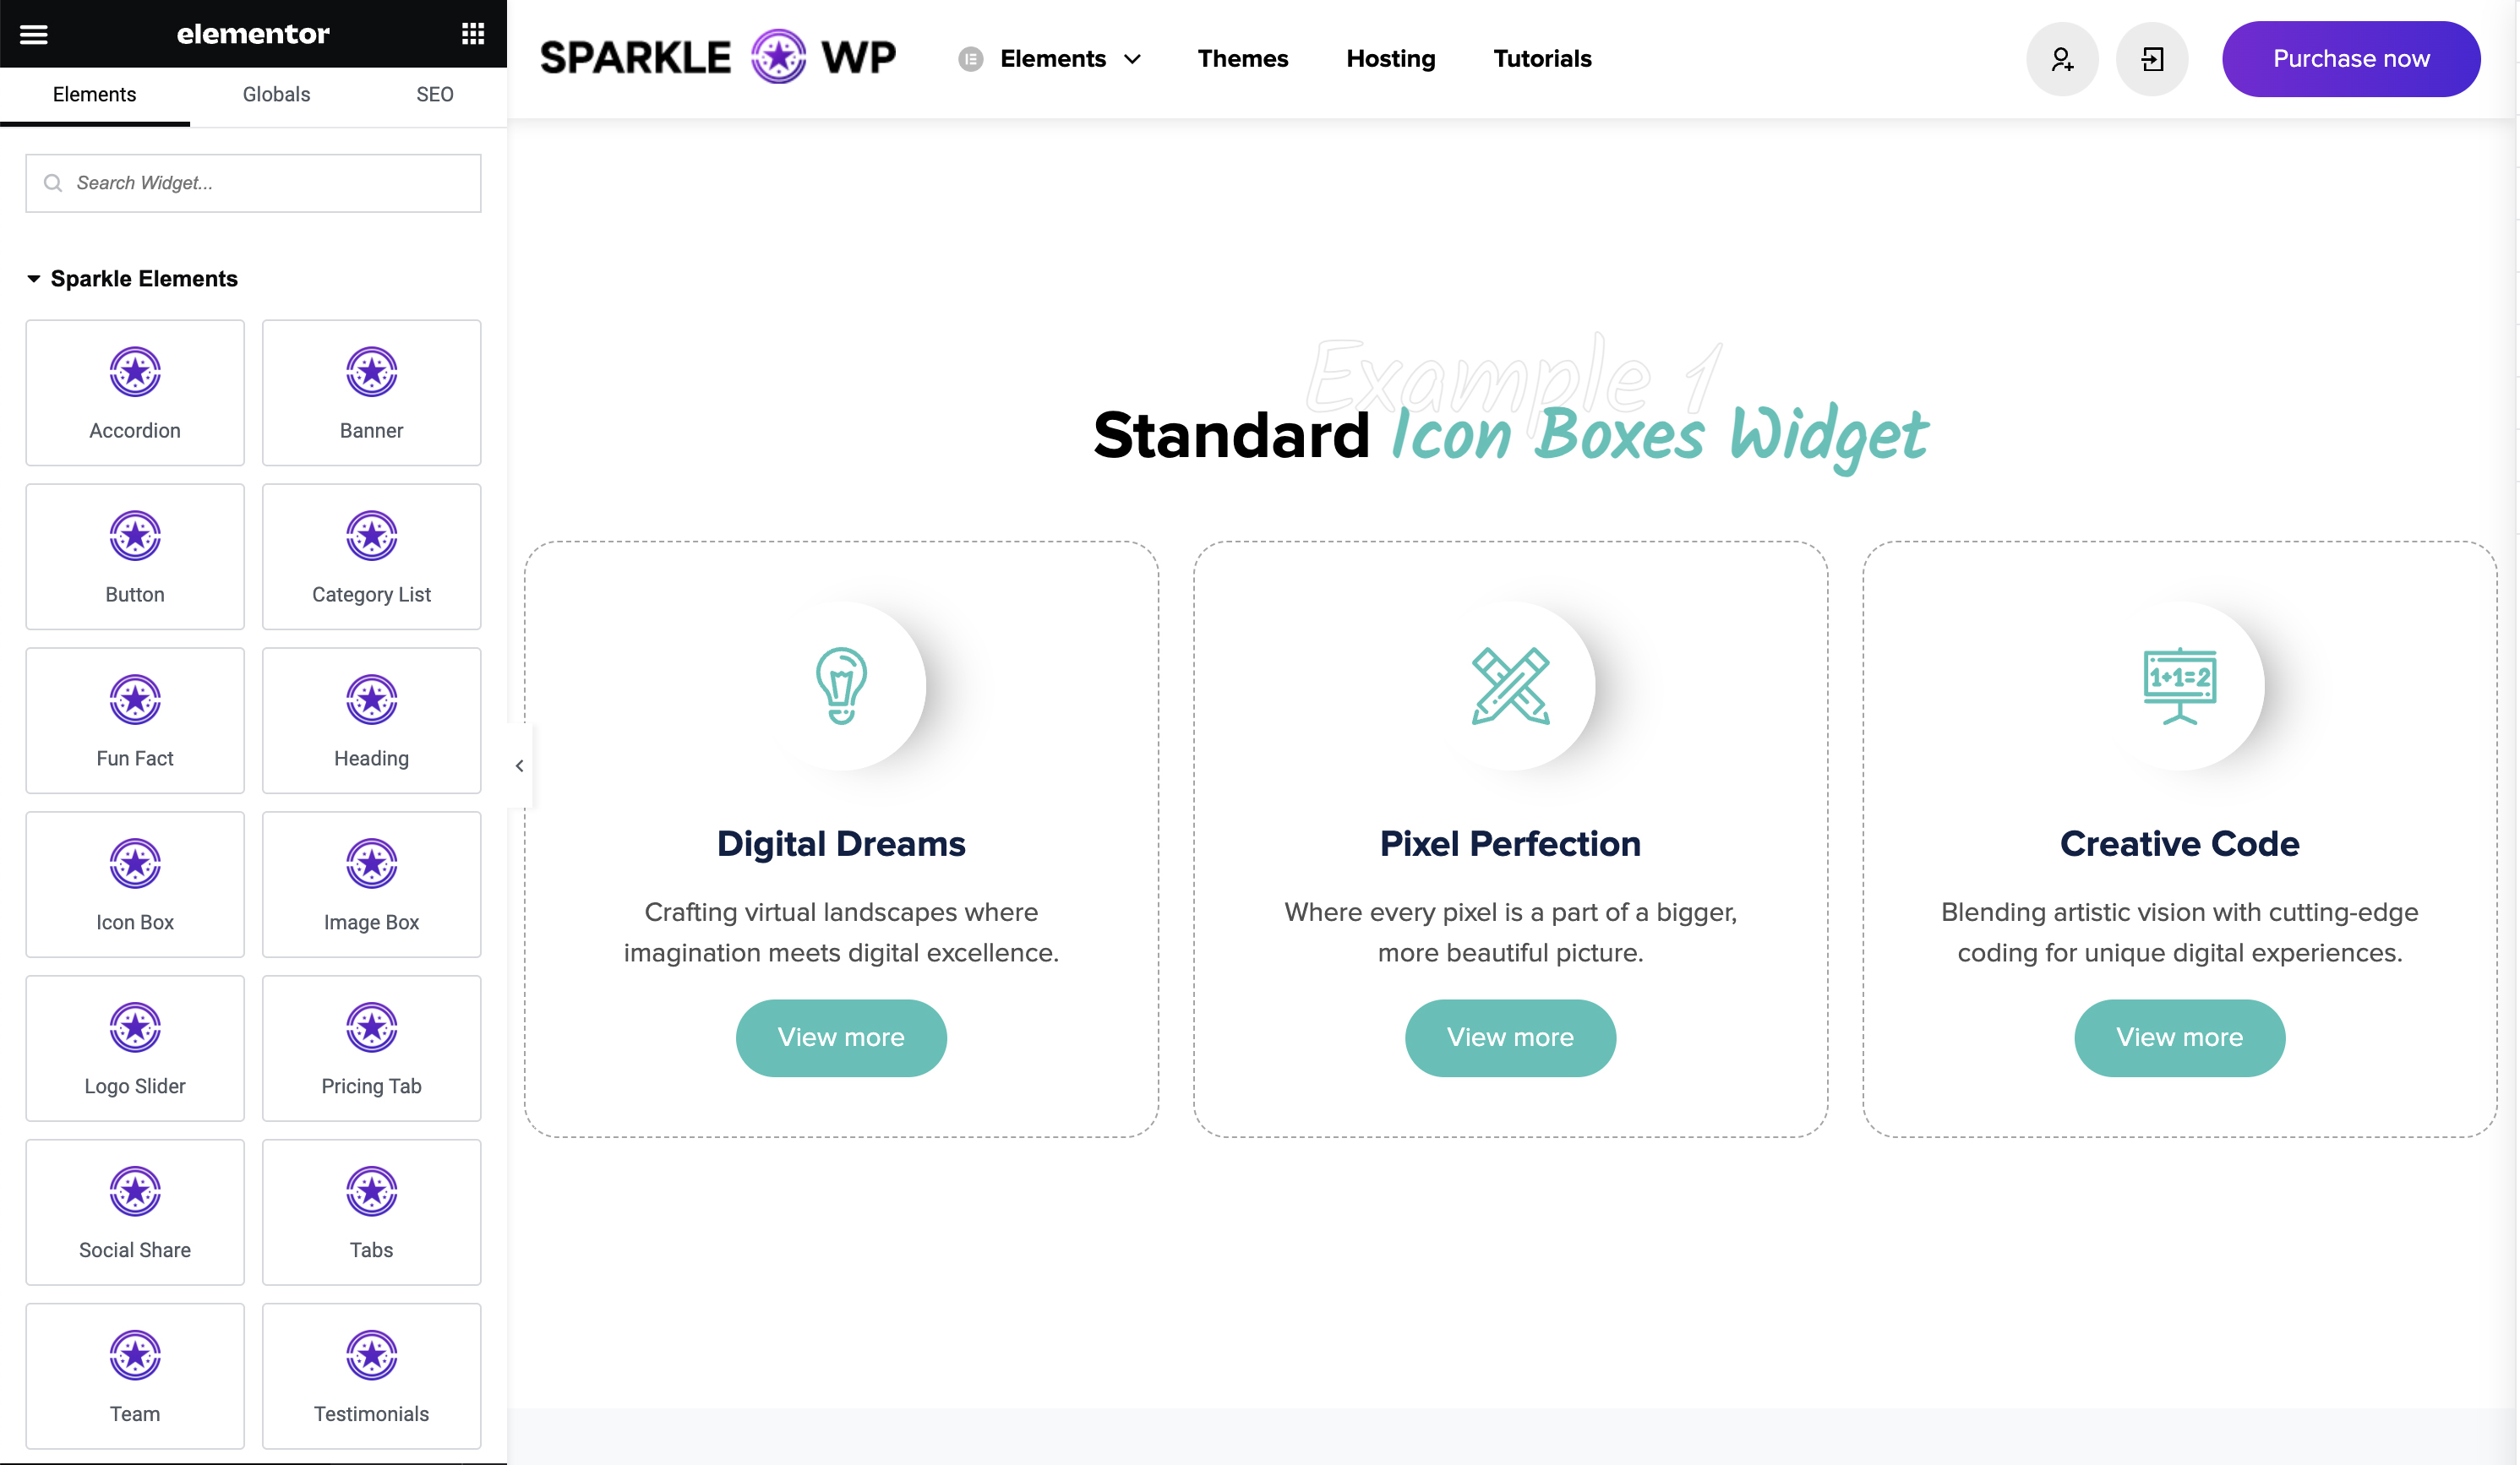 elementor
Elements Globals SEO
Search Widget...
Sparkle Elements
Accordion Banner
Button Category List
Fun Fact Heading
Icon Box Image Box
Logo Slider Pricing Tab
Social Share Tabs
Team Testimonials
SPARKLE WP
Elements Themes Hosting Tutorials
Purchase now
Example 1
Standard Icon Boxes Widget
1+1=2
Digital Dreams
Crafting virtual landscapes where
imagination meets digital excellence.
View more
Pixel Perfection
Where every pixel is a part of a bigger,
more beautiful picture.
View more
Creative Code
Blending artistic vision with cutting-edge
coding for unique digital experiences.
View more